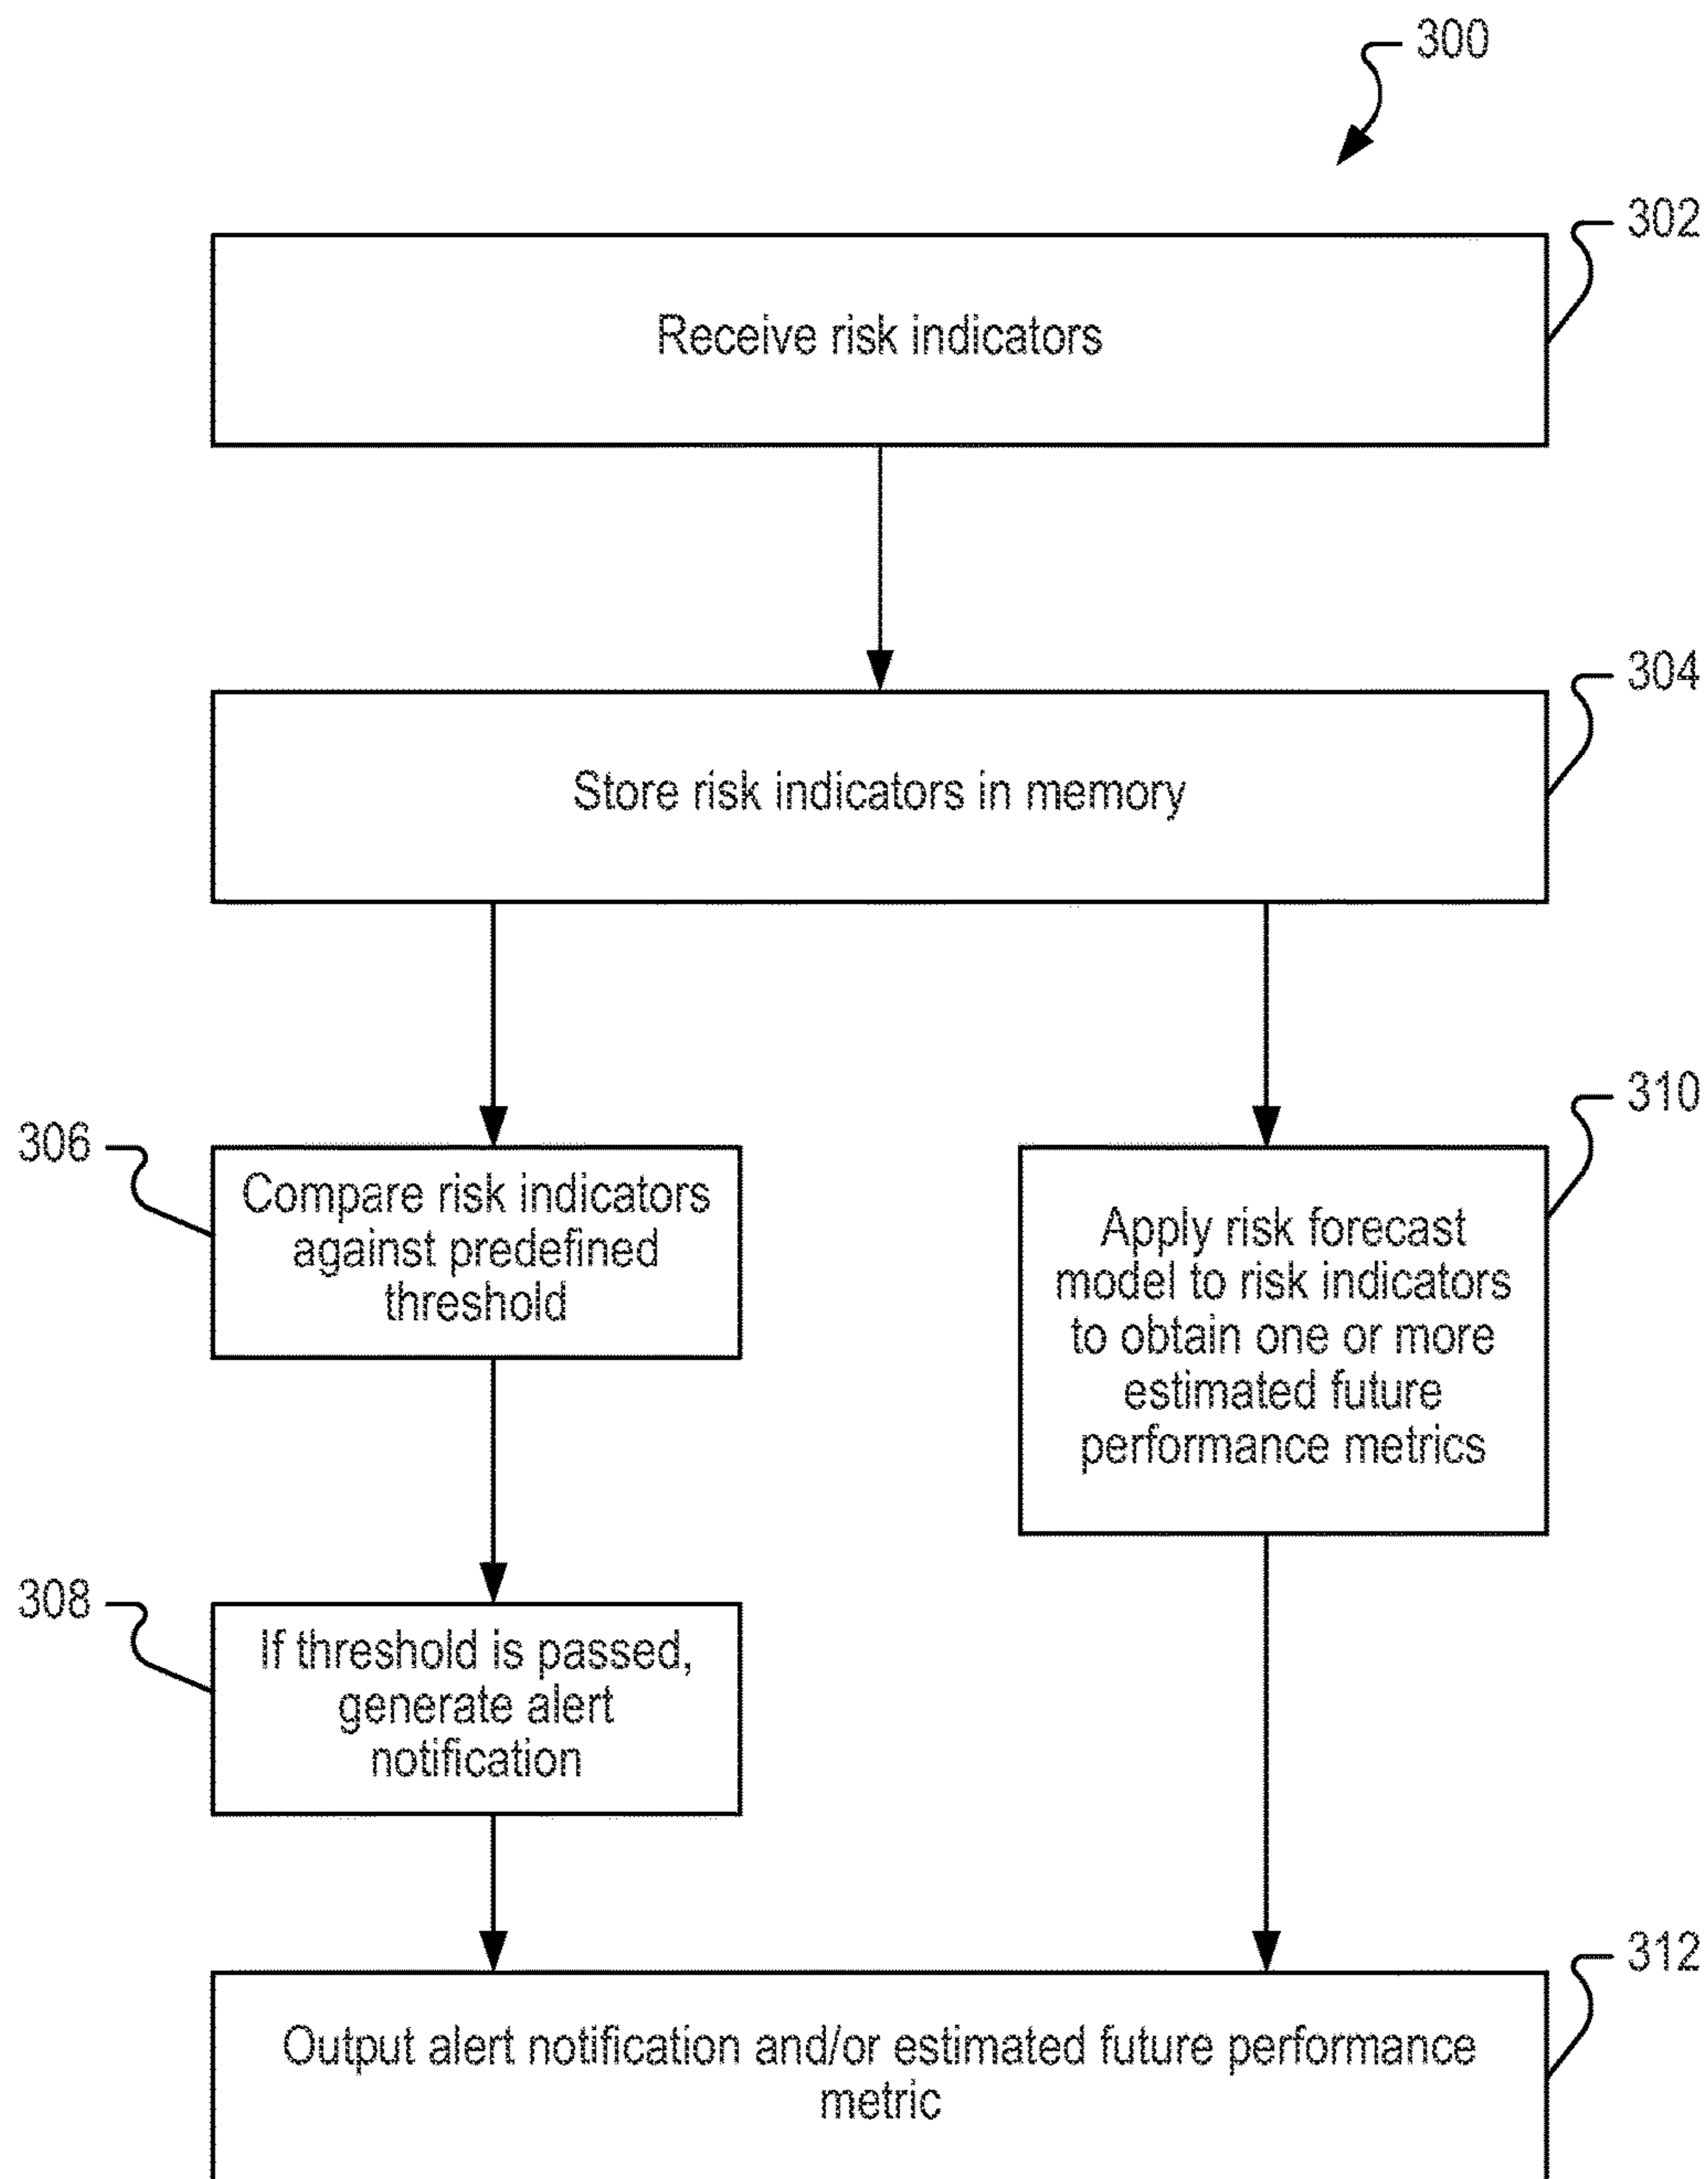 300
302
Receive risk indicators
304
Store risk indicators in memory
306
Compare risk indicators
against predefined
threshold
310
Apply risk forecast
model to risk indicators
to obtain one or more
estimated future
performance metrics
308
If threshold is passed,
generate alert
notification
312
Output alert notification and/or estimated future performance
metric